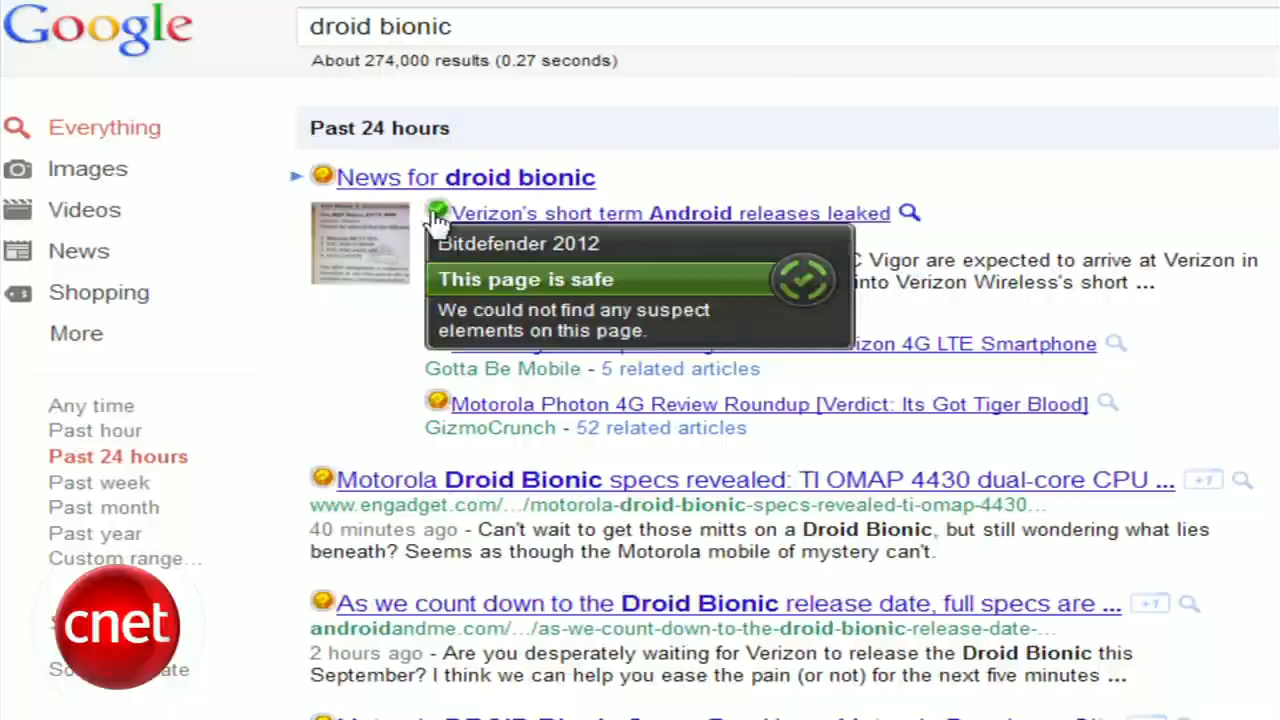 Google
droid bionic
About 274,000 results (0.27 seconds)
Everything
Images
Videos
News
Shopping
More
Any time
Past hour
Past 24 hours
Past week
Past month
Past year
Custom range...
cnet
Past 24 hours
News for droid bionic
Verizon's short term Android releases leaked
Bitdefender 2012
This page is safe
We could not find any suspect
elements on this page.
C Vigor are expected to arrive at Verizon in
into Verizon Wireless's short ...
izon 4G LTE Smartphone
Gotta Be Mobile - 5 related articles
Motorola Photon 4G Review Roundup [Verdict: Its Got Tiger Blood]
GizmoCrunch - 52 related articles
Motorola Droid Bionic specs revealed: TI OMAP 4430 dual-core CPU ...
+1
www.engadget.com/.../motorola-droid-bionic-specs-revealed-ti-omap-4430...
40 minutes ago - Can't wait to get those mitts on a Droid Bionic, but still wondering what lies
beneath? Seems as though the Motorola mobile of mystery can't.
As we count down to the Droid Bionic release date, full specs are ...
+1
androidandme.com/.../as-we-count-down-to-the-droid-bionic-release-date-...
2 hours ago - Are you desperately waiting for Verizon to release the Droid Bionic this
September? I think we can help you ease the pain (or not) for the next five minutes ...